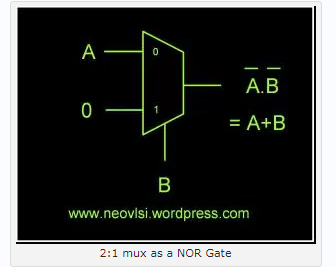 A
0
0
1
A̅.B̅
= A+B
B
www.neovlsi.wordpress.com
2:1 mux as a NOR Gate